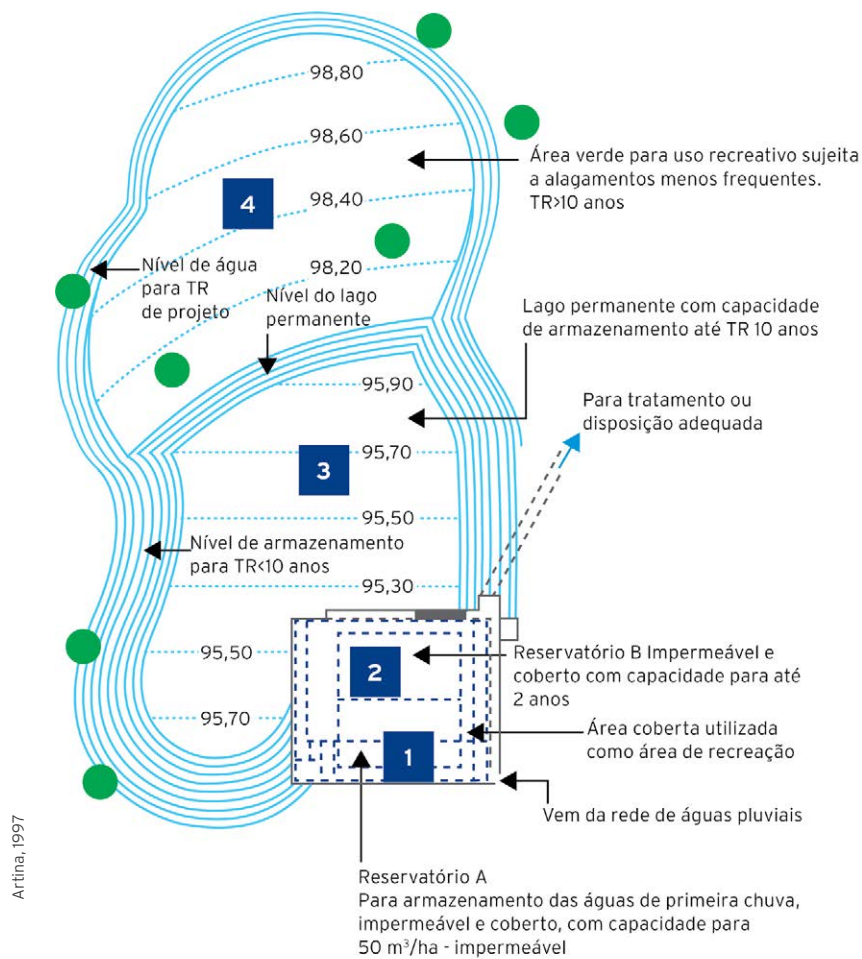 98,80
98,60
Área verde para uso recreativo sujeita
a alagamentos menos frequentes.
TR>10 anos
4
98,40
Nível de água
para TR
de projeto
98,20
Nível do lago
permanente
Lago permanente com capacidade
de armazenamento até TR 10 anos
95,90
Para tratamento ou
disposição adequada
3
95,70
95,50
Nível de armazenamento
para TR<10 anos
95,30
95,50
2
Reservatório B Impermeável e
coberto com capacidade para até
2 anos
95,70
1
Área coberta utilizada
como área de recreação
Vem da rede de águas pluviais
Artina, 1997
Reservatório A
Para armazenamento das águas de primeira chuva,
impermeável e coberto, com capacidade para
50 m³/ha - impermeável